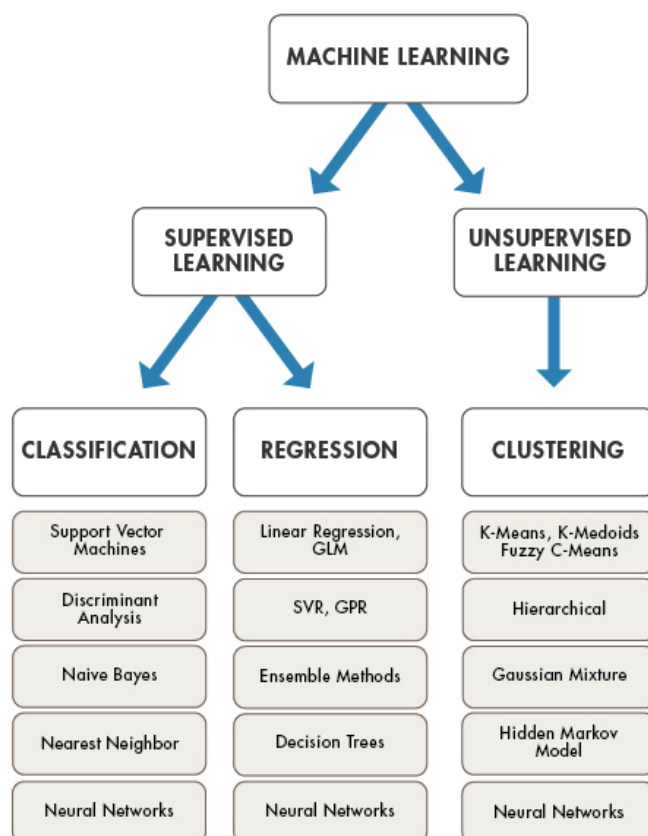 MACHINE LEARNING
SUPERVISED
LEARNING
UNSUPERVISED
LEARNING
CLASSIFICATION
Support Vector
Machines
Discriminant
Analysis
Naive Bayes
Nearest Neighbor
Neural Networks
REGRESSION
Linear Regression,
GLM
SVR, GPR
Ensemble Methods
Decision Trees
Neural Networks
CLUSTERING
K-Means, K-Medoids
Fuzzy C-Means
Hierarchical
Gaussian Mixture
Hidden Markov
Model
Neural Networks